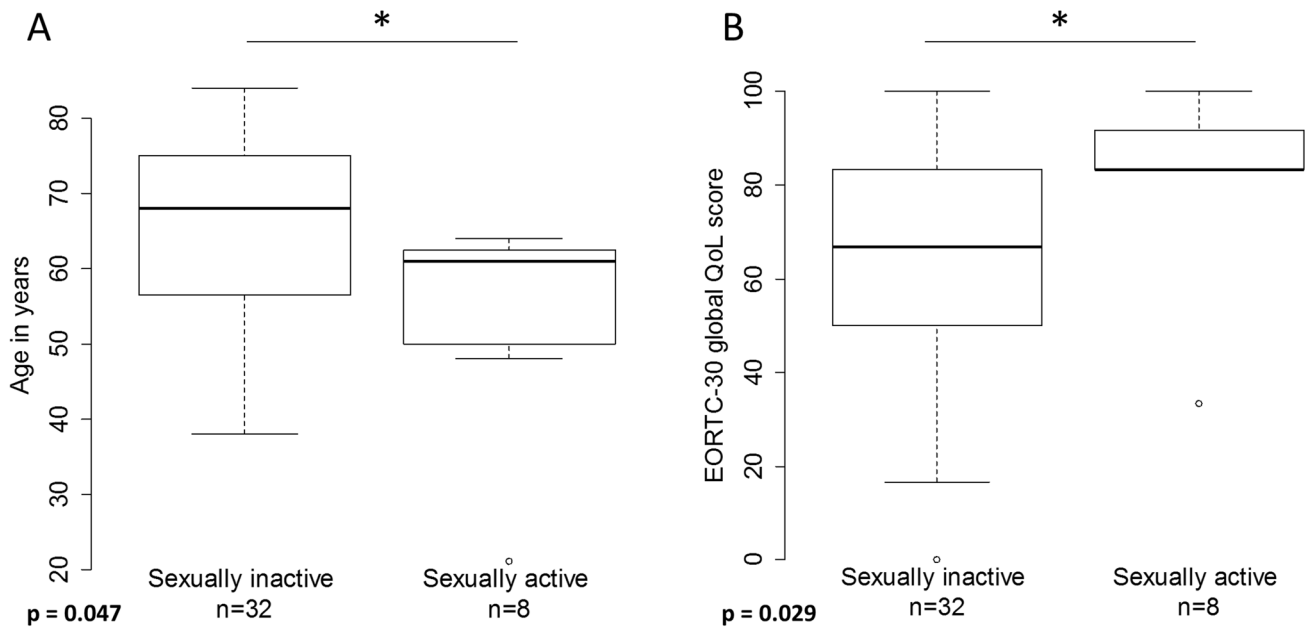 A
*
Age in years
80
70
60
50
40
30
20
Sexually inactive
n=32
Sexually active
n=8
p = 0.047
B
*
EORTC-30 global QoL score
100
80
60
40
20
0
Sexually inactive
n=32
Sexually active
n=8
p = 0.029